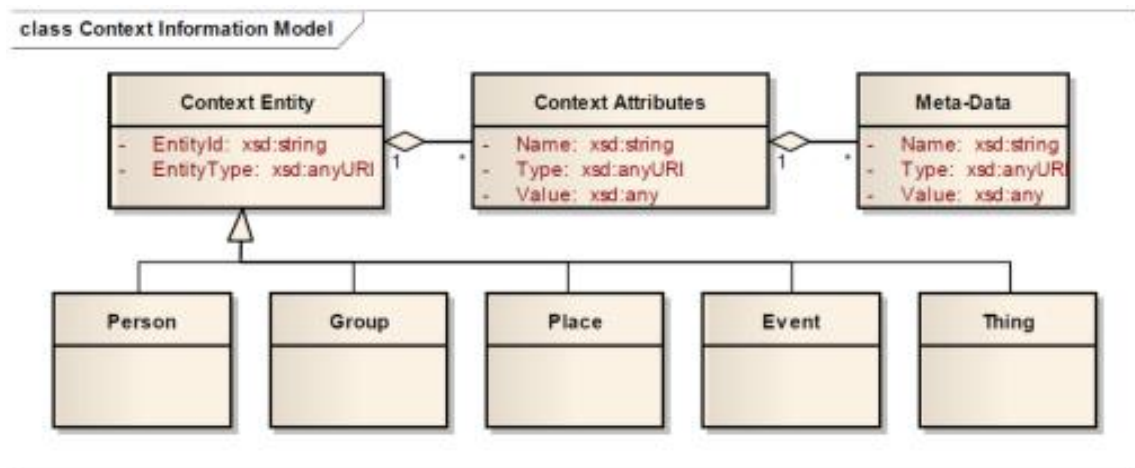 class Context Information Model
Context Entity
- EntityId: xsd:string
- EntityType: xsd:anyURI
1
*
Context Attributes
- Name: xsd:string
- Type: xsd:anyURI
- Value: xsd:any
1
*
Meta-Data
- Name: xsd:string
- Type: xsd:anyURI
- Value: xsd:any
Person
Group
Place
Event
Thing